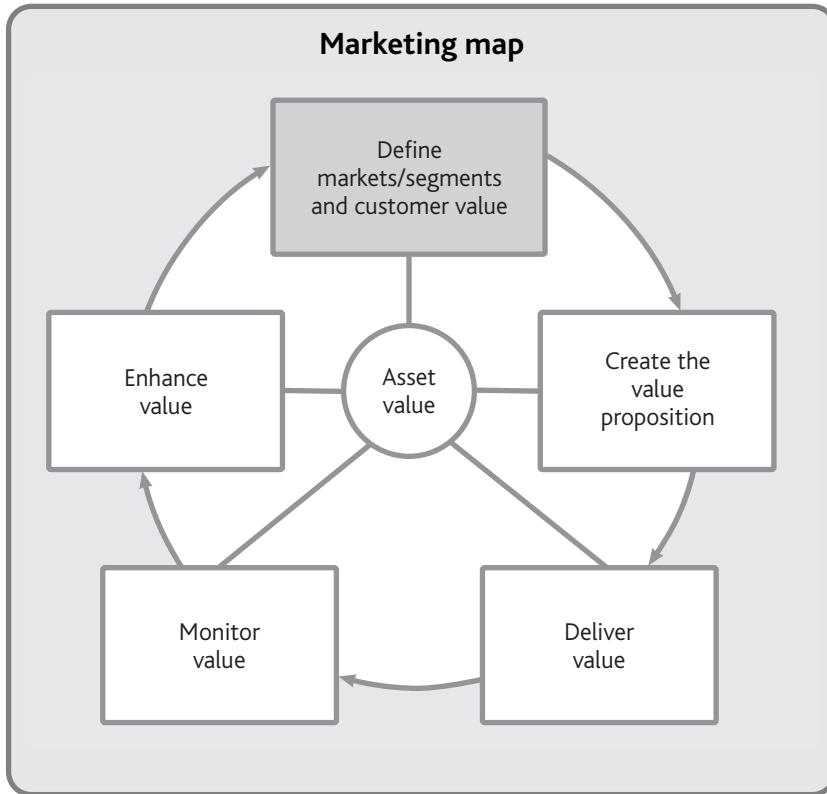 Marketing map
Define
markets/segments
and customer value
Enhance
value
Asset
value
Create the
value
proposition
Monitor
value
Deliver
value